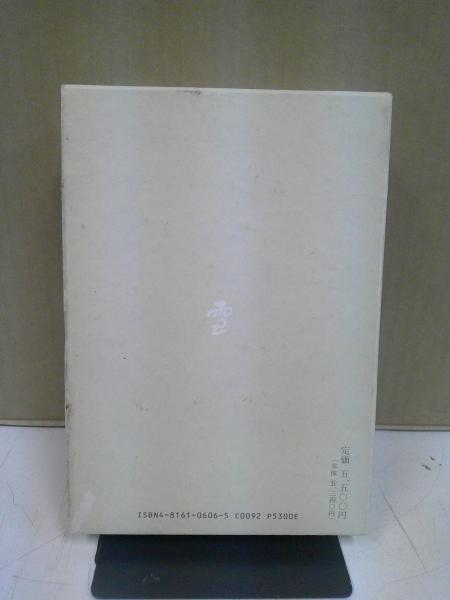 雪
定価 五、五〇〇円
（本体 五、三四〇円）
ISBN4-8161-0606-5 C0092 P5300E